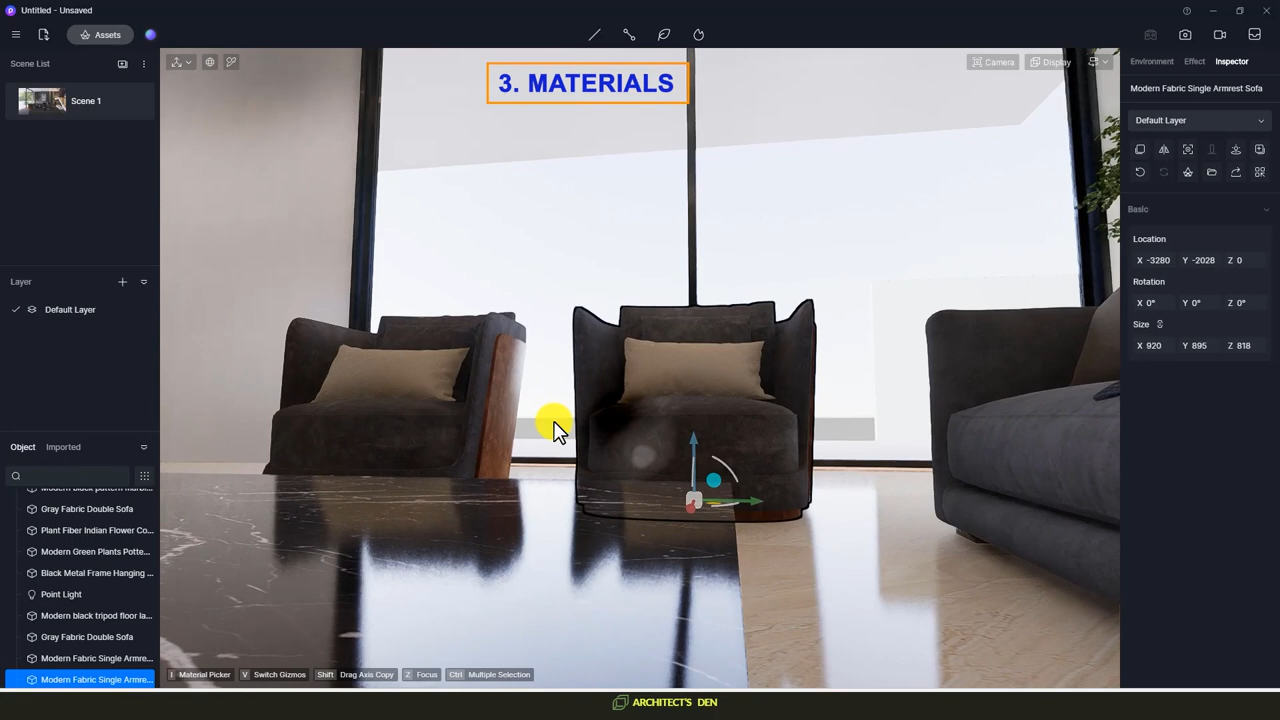 Untitled - Unsaved
Assets
Scene List
Scene 1
Layer
Default Layer
Object
Imported
Modern black pattern marbl...
Gray Fabric Double Sofa
Plant Fiber Indian Flower Co...
Modern Green Plants Potte...
Black Metal Frame Hanging ...
Point Light
Modern black tripod floor la...
Gray Fabric Double Sofa
Modern Fabric Single Armre...
Modern Fabric Single Armre...
3. MATERIALS
Camera
Display
I Material Picker V Switch Gizmos Shift Drag Axis Copy Z Focus Ctrl Multiple Selection
Environment Effect Inspector
Modern Fabric Single Armrest Sofa
Default Layer
Basic
Location
X -3280 Y -2028 Z 0
Rotation
X 0° Y 0° Z 0°
Size
X 920 Y 895 Z 818
ARCHITECT'S DEN